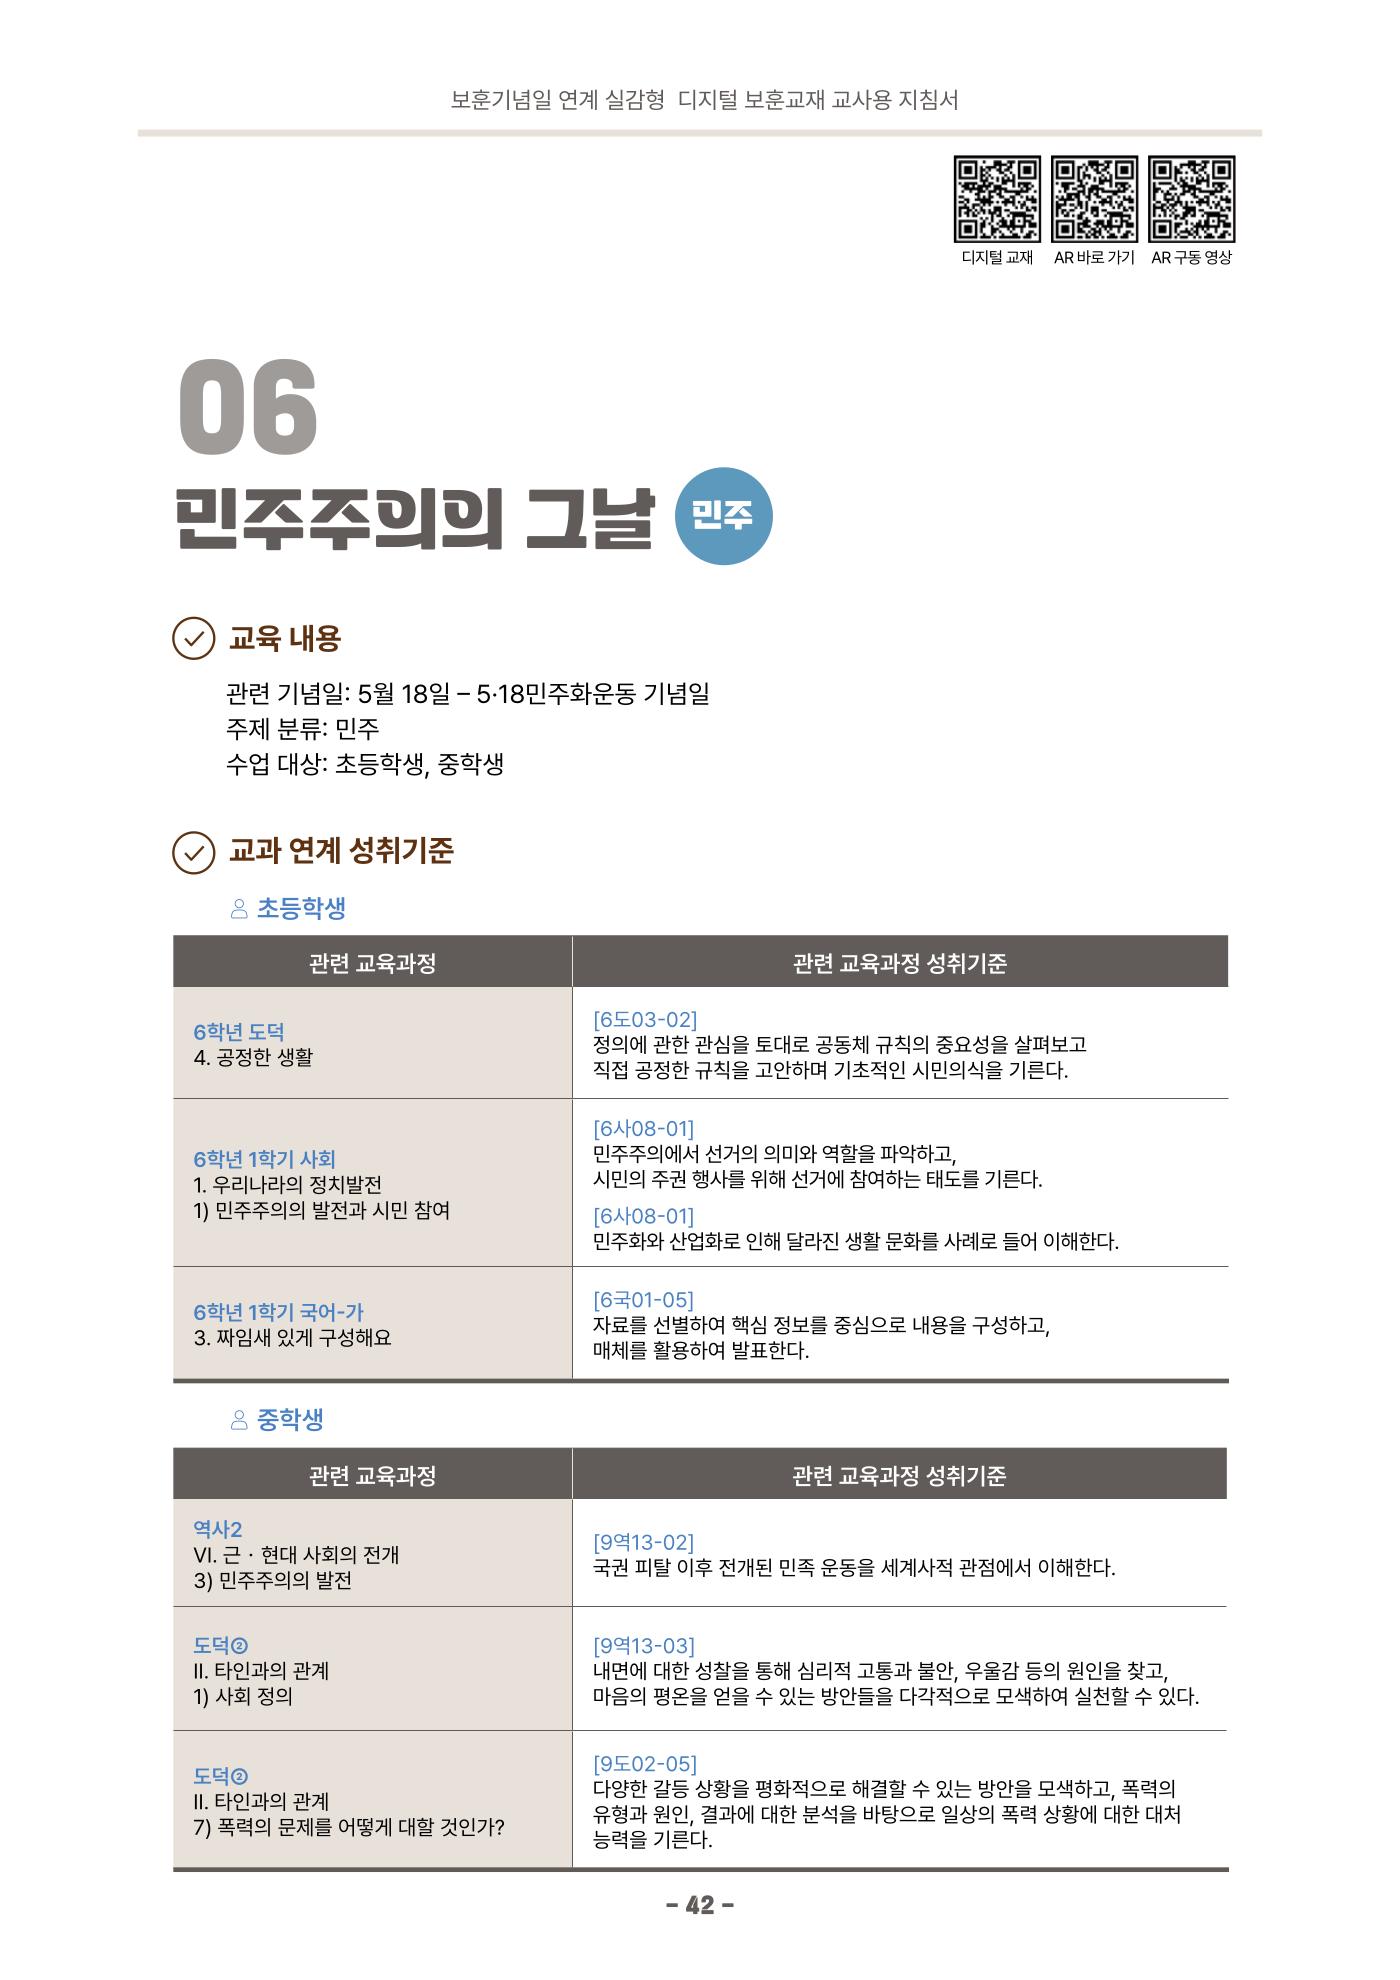 보훈기념일 연계 실감형 디지털 보훈교재 교사용 지침서
디지털 교재
AR 바로 가기
AR 구동 영상
06
민주주의의 그날
민주
교육 내용
관련 기념일: 5월 18일 – 5·18민주화운동 기념일
주제 분류: 민주
수업 대상: 초등학생, 중학생
교과 연계 성취기준
초등학생
관련 교육과정
관련 교육과정 성취기준
6학년 도덕
4. 공정한 생활
[6도03-02]
정의에 관한 관심을 토대로 공동체 규칙의 중요성을 살펴보고
직접 공정한 규칙을 고안하며 기초적인 시민의식을 기른다.
6학년 1학기 사회
1. 우리나라의 정치발전
1) 민주주의의 발전과 시민 참여
[6사08-01]
민주주의에서 선거의 의미와 역할을 파악하고,
시민의 주권 행사를 위해 선거에 참여하는 태도를 기른다.
[6사08-01]
민주화와 산업화로 인해 달라진 생활 문화를 사례로 들어 이해한다.
6학년 1학기 국어-가
3. 짜임새 있게 구성해요
[6국01-05]
자료를 선별하여 핵심 정보를 중심으로 내용을 구성하고,
매체를 활용하여 발표한다.
중학생
관련 교육과정
관련 교육과정 성취기준
역사2
VI. 근 · 현대 사회의 전개
3) 민주주의의 발전
[9역13-02]
국권 피탈 이후 전개된 민족 운동을 세계사적 관점에서 이해한다.
도덕②
II. 타인과의 관계
1) 사회 정의
[9역13-03]
내면에 대한 성찰을 통해 심리적 고통과 불안, 우울감 등의 원인을 찾고,
마음의 평온을 얻을 수 있는 방안들을 다각적으로 모색하여 실천할 수 있다.
도덕②
II. 타인과의 관계
7) 폭력의 문제를 어떻게 대할 것인가?
[9도02-05]
다양한 갈등 상황을 평화적으로 해결할 수 있는 방안을 모색하고, 폭력의
유형과 원인, 결과에 대한 분석을 바탕으로 일상의 폭력 상황에 대한 대처
능력을 기른다.
– 42 –